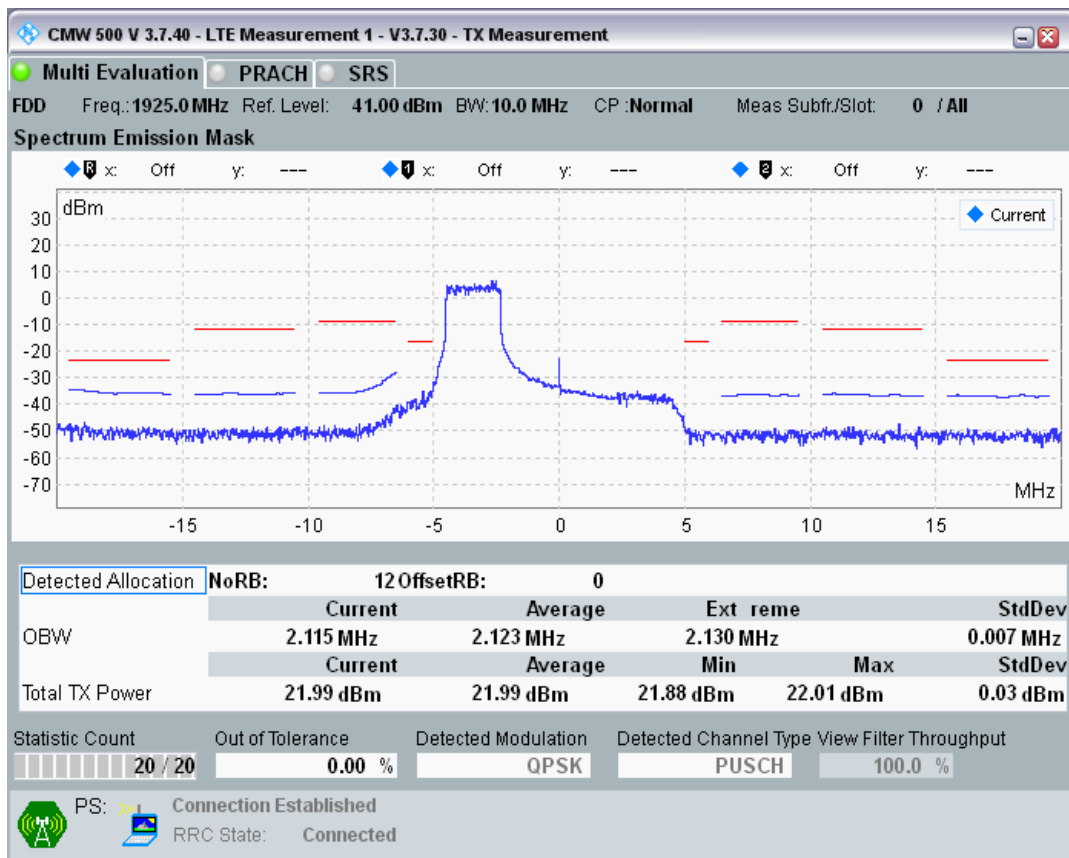 CMW 500 V 3.7.40 - LTE Measurement 1 - V3.7.30 - TX Measurement
Multi Evaluation PRACH SRS
FDD Freq.:1925.0 MHz Ref. Level: 41.00 dBm BW:10.0 MHz CP :Normal Meas Subfr./Slot: 0 / All
Spectrum Emission Mask
R x: Off y: --- 1 x: Off y: --- 2 x: Off y: ---
dBm
Current
30
20
10
0
-10
-20
-30
-40
-50
-60
-70
MHz
-15 -10 -5 0 5 10 15
Detected Allocation NoRB: 12 OffsetRB: 0
Current Average Ext reme StdDev
OBW 2.115 MHz 2.123 MHz 2.130 MHz 0.007 MHz
Current Average Min Max StdDev
Total TX Power 21.99 dBm 21.99 dBm 21.88 dBm 22.01 dBm 0.03 dBm
Statistic Count Out of Tolerance Detected Modulation Detected Channel Type View Filter Throughput
20 / 20 0.00 % QPSK PUSCH 100.0 %
PS: Connection Established
RRC State: Connected